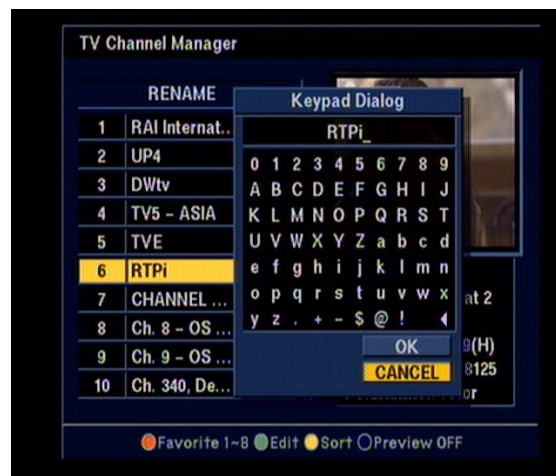 TV Channel Manager
RENAME
1 RAI Internat..
2 UP4
3 DWtv
4 TV5 - ASIA
5 TVE
6 RTPi
7 CHANNEL ...
8 Ch. 8 - OS ...
9 Ch. 9 - OS ...
10 Ch. 340, De...
Keypad Dialog
RTPi_
0 1 2 3 4 5 6 7 8 9
A B C D E F G H I J
K L M N O P Q R S T
U V W X Y Z a b c d
e f g h i j k l m n
o p q r s t u v w x
y z . + - $ @ !
OK
CANCEL
at 2
(H)
8125
or
Favorite 1~8 Edit Sort Preview OFF